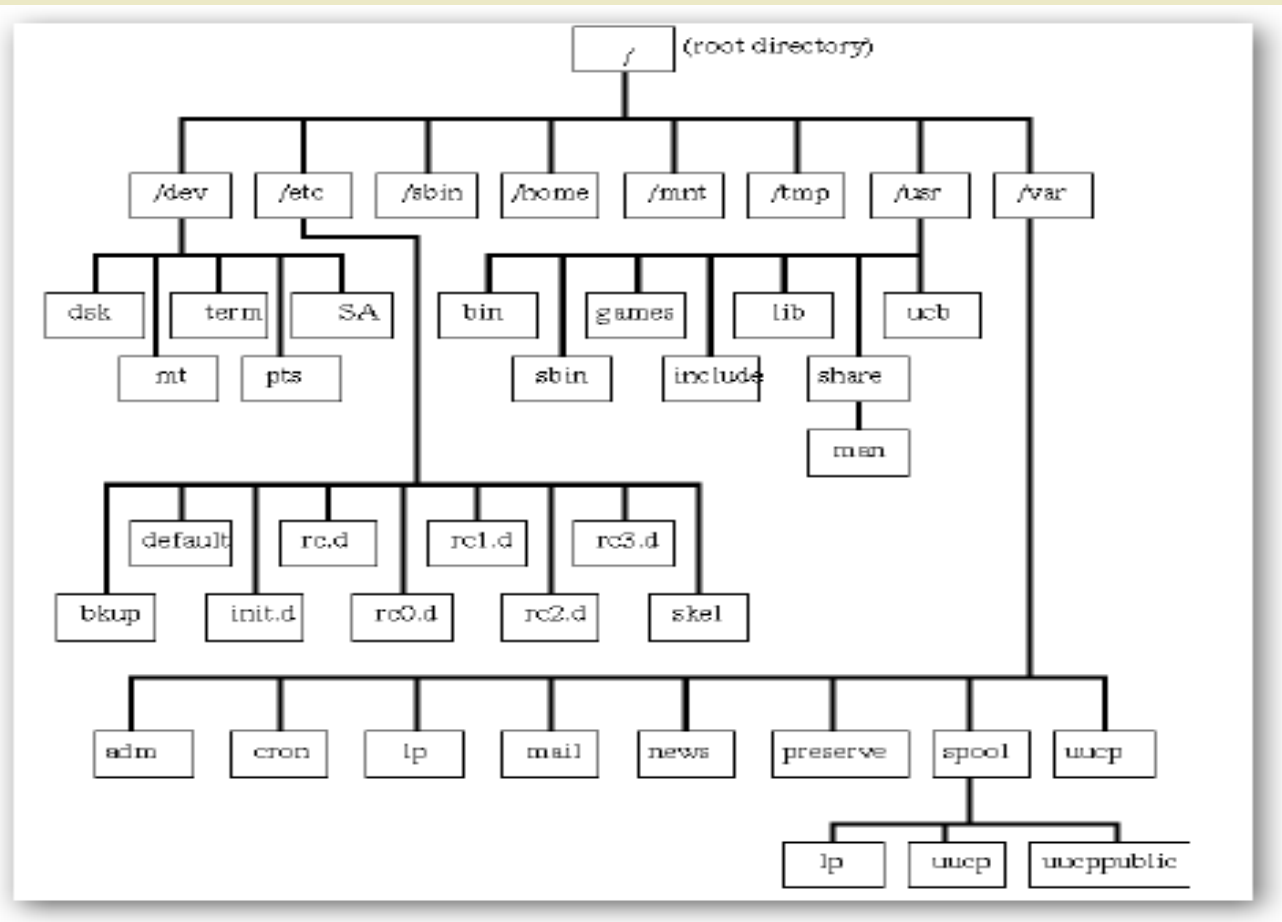 / (root directory)
/dev /etc /sbin /home /mnt /tmp /usr /var
dsk term SA bin games lib ucb
mt pts sbin include share
man
default rc.d rc1.d rc3.d
bkup init.d rc0.d rc2.d skel
adm cron lp mail news preserve spool uucp
lp uucp uucppublic